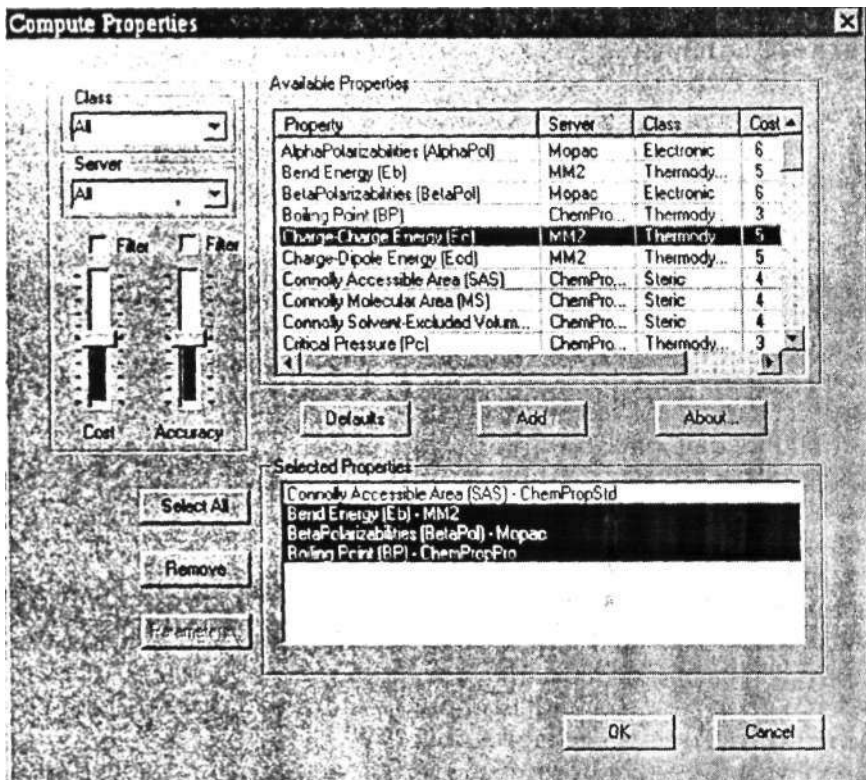 Compute Properties
Class
All
Server
All
Filter Filter
Cost Accuracy
Available Properties
Property Server Class Cost
AlphaPolarizabilities (AlphaPol) Mopac Electronic 6
Bend Energy (Eb) MM2 Thermody... 5
BetaPolarizabilities (BetaPol) Mopac Electronic 6
Boiling Point (BP) ChemPro... Thermody... 3
Charge-Charge Energy (Ec) MM2 Thermody... 5
Charge-Dipole Energy (Ecd) MM2 Thermody... 5
Connolly Accessible Area (SAS) ChemPro... Steric 4
Connolly Molecular Area (MS) ChemPro... Steric 4
Connolly Solvent-Excluded Volum... ChemPro... Steric 4
Critical Pressure (Pc) ChemPro... Thermody... 3
Defaults Add About...
Selected Properties
Connolly Accessible Area (SAS) - ChemPropStd
Bend Energy (Eb) - MM2
BetaPolarizabilities (BetaPol) - Mopac
Boiling Point (BP) - ChemPropPro
Select All
Remove
OK Cancel